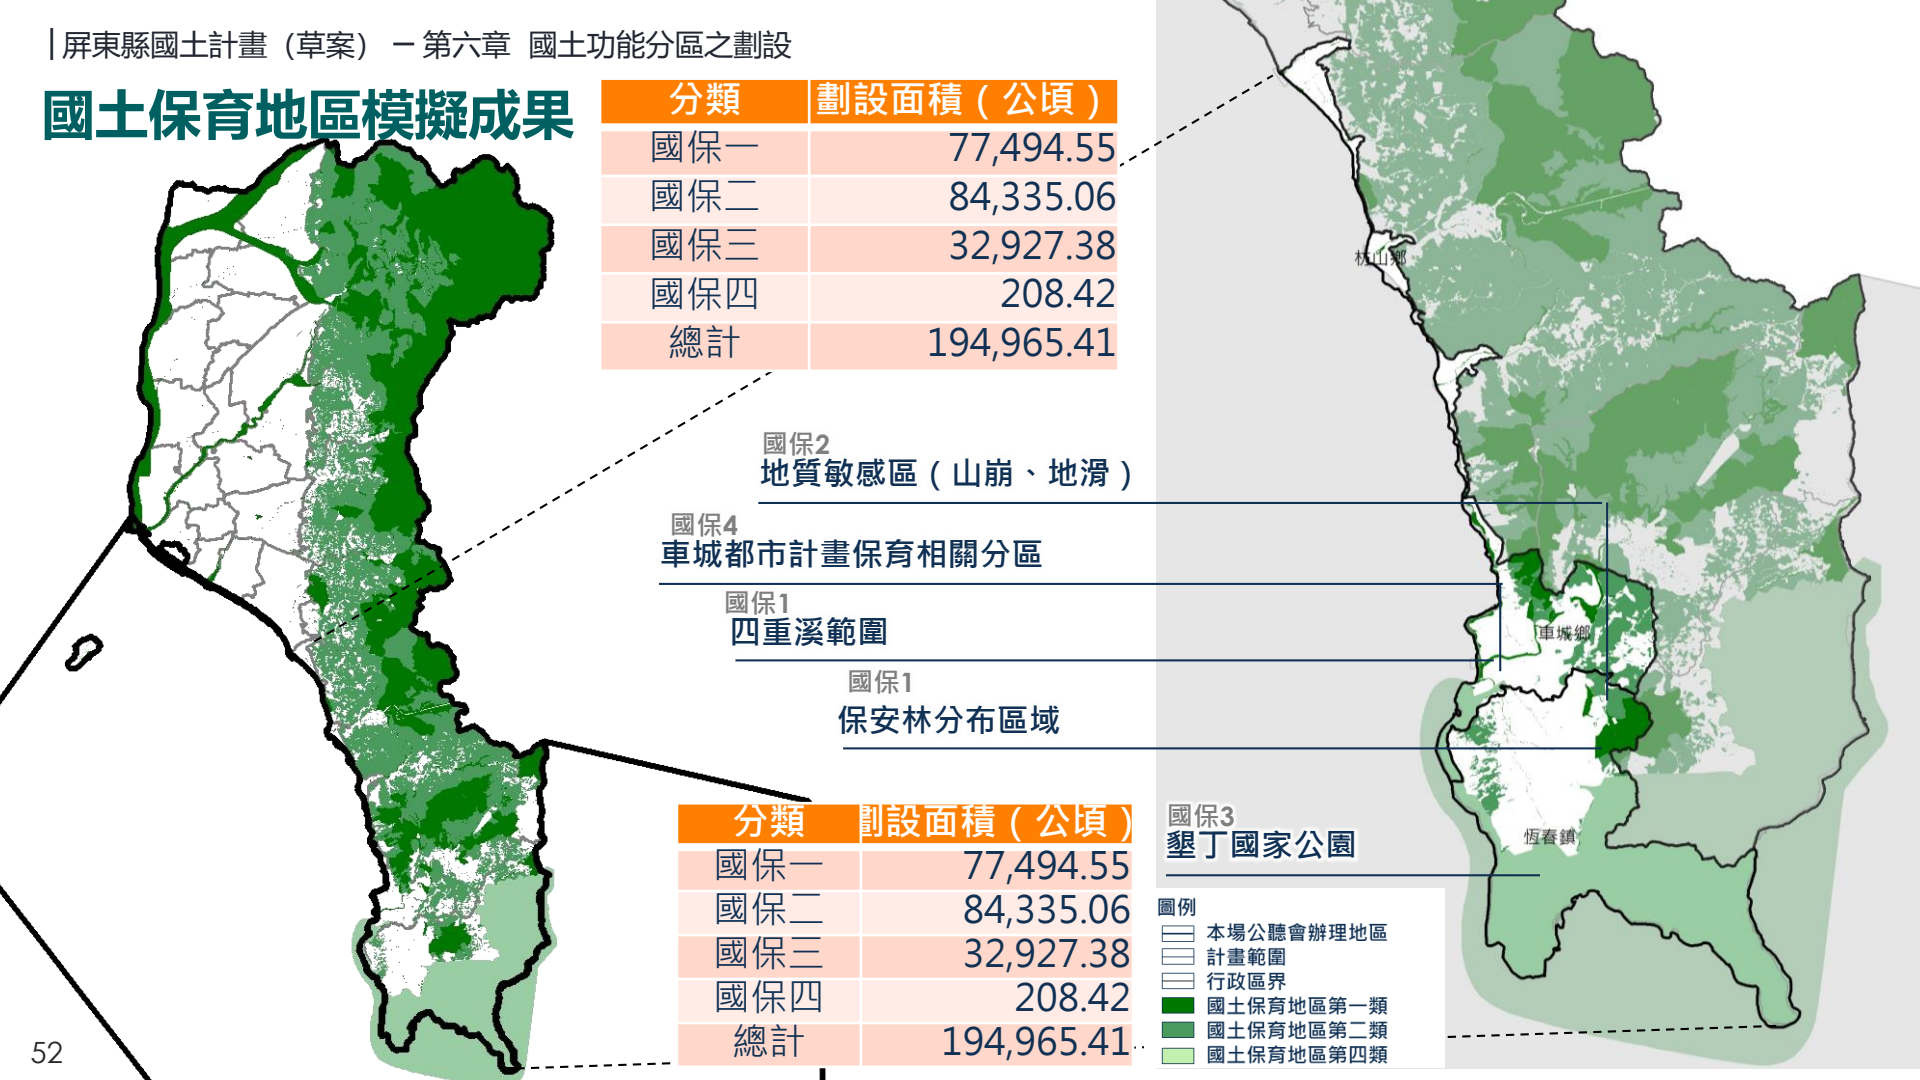 |屏東縣國土計畫（草案） － 第六章 國土功能分區之劃設
國土保育地區模擬成果
分類 劃設面積（公頃）
國保一 77,494.55
國保二 84,335.06
國保三 32,927.38
國保四 208.42
總計 194,965.41
枋山鄉
國保2
地質敏感區（山崩、地滑）
國保4
車城都市計畫保育相關分區
國保1
四重溪範圍
車城鄉
國保1
保安林分布區域
分類 劃設面積（公頃）
國保一 77,494.55
國保二 84,335.06
國保三 32,927.38
國保四 208.42
總計 194,965.41
國保3
墾丁國家公園
恆春鎮
圖例
本場公聽會辦理地區
計畫範圍
行政區界
國土保育地區第一類
國土保育地區第二類
國土保育地區第四類
52